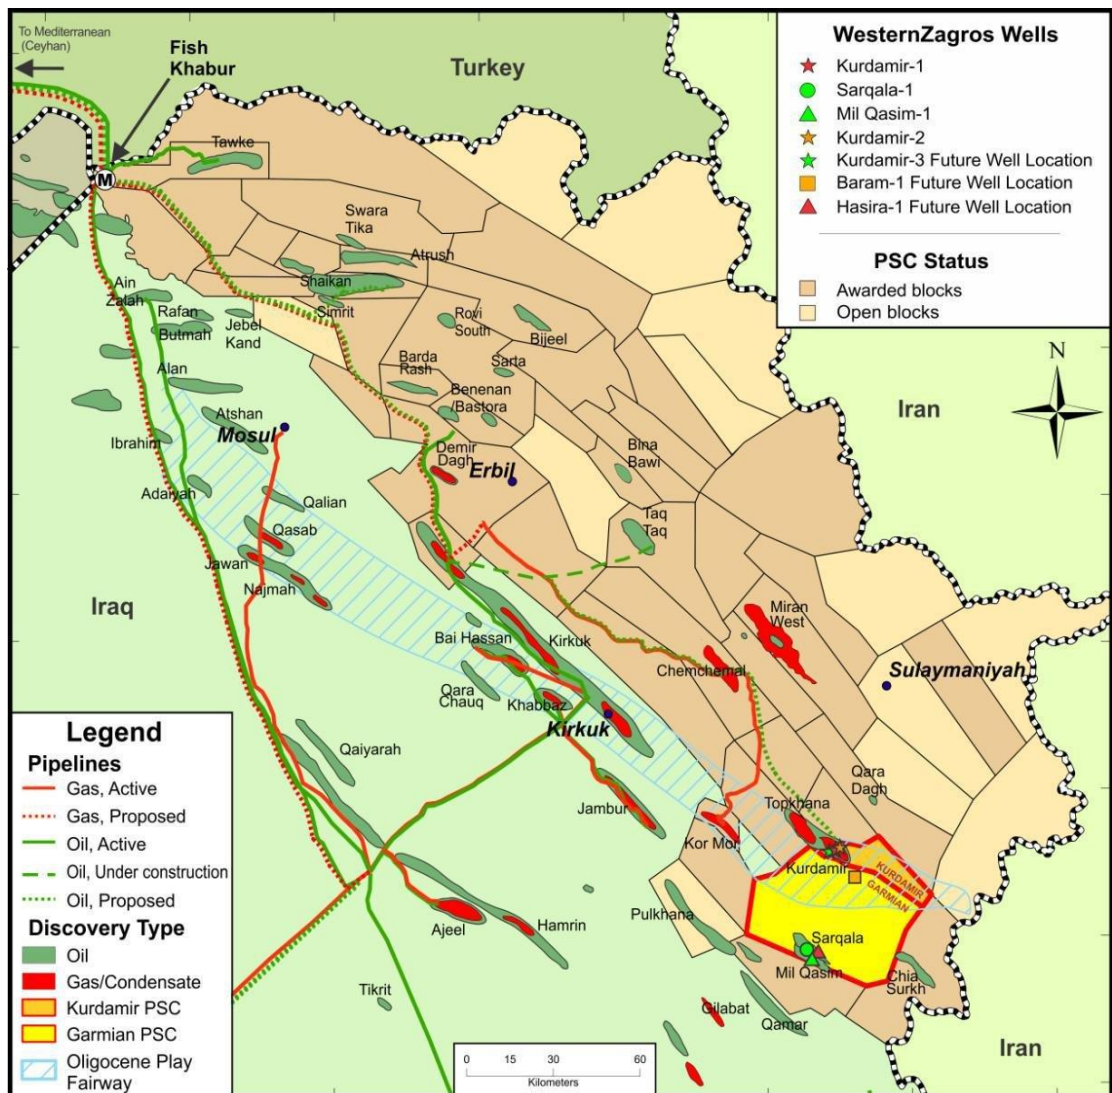 To Mediterranean
(Ceyhan)
Fish
Khabur
Turkey
WesternZagros Wells
Kurdamir-1
Sarqala-1
Mil Qasim-1
Kurdamir-2
Kurdamir-3 Future Well Location
Baram-1 Future Well Location
Hasira-1 Future Well Location
PSC Status
Awarded blocks
Open blocks
Tawke
M
Swara
Tika
Atrush
Shaikan
Simrit
Ain
Zalah
Rafan
Butmah
Jebel
Kand
Rovi
South
Bijeel
Alan
Barda
Rash
Sarta
Benenan
/Bastora
N
Iran
Atshan
Mosul
Ibrahim
Demir
Dagh
Erbil
Bina
Bawi
Adaiyah
Qalian
Qasab
Taq
Taq
Jawan
Najmah
Iraq
Miran
West
Bai Hassan
Kirkuk
Chemchemal
Sulaymaniyah
Qara
Chauq
Khabbaz
Kirkuk
Qaiyarah
Qara
Dagh
Jambur
Topkhana
Kor Mor
Kurdamir
KURDAMIR
GARMIAN
Pulkhana
Ajeel
Hamrin
Sarqala
Mil Qasim
Chia
Surkh
Tikrit
Gilabat
Qamar
Iran
Legend
Pipelines
Gas, Active
Gas, Proposed
Oil, Active
Oil, Under construction
Oil, Proposed
Discovery Type
Oil
Gas/Condensate
Kurdamir PSC
Garmian PSC
Oligocene Play
Fairway
0 15 30 60
Kilometers